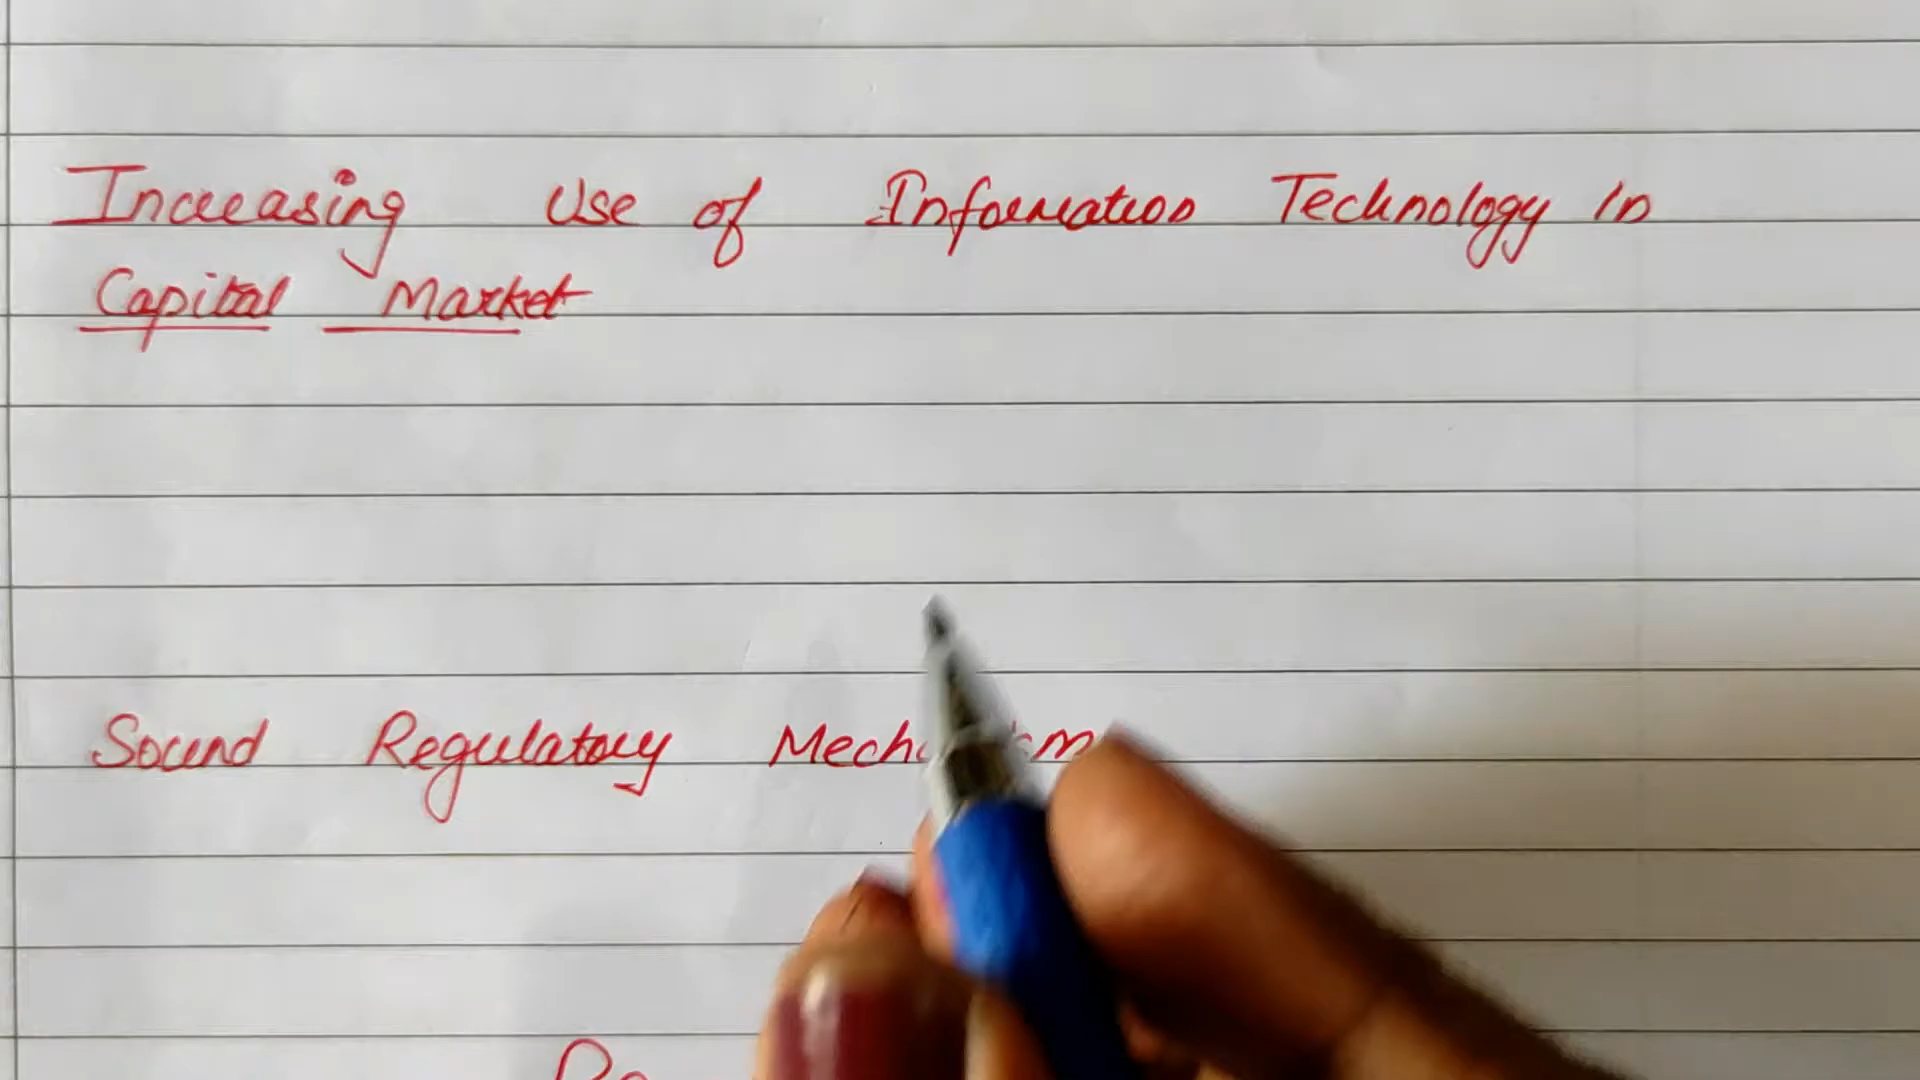 Increasing Use of Information Technology in
Capital Market
Sound Regulatory